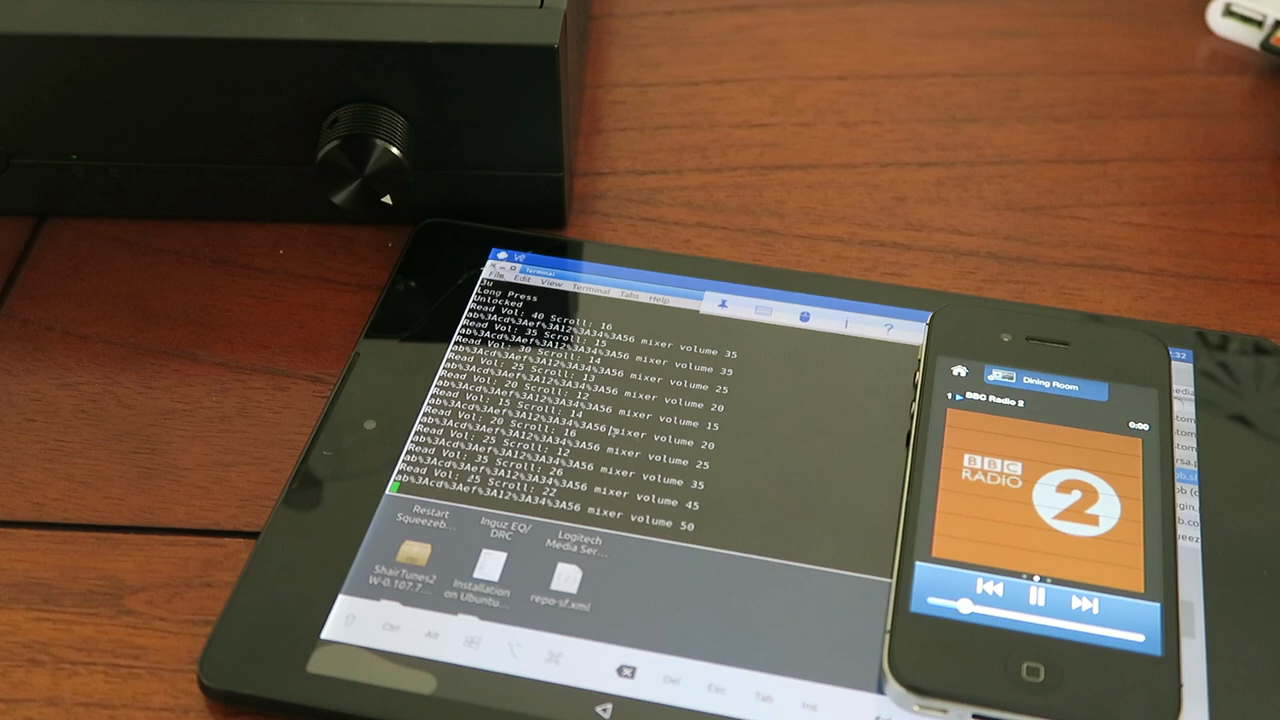 VR
Terminal
File Edit View Terminal Tabs Help
3u
Long Press
Unlocked
Read Vol: 40 Scroll: 16
ab%3Acd%3Aef%3A12%3A34%3A56 mixer volume 35
Read Vol: 35 Scroll: 15
ab%3Acd%3Aef%3A12%3A34%3A56 mixer volume 35
Read Vol: 30 Scroll: 14
ab%3Acd%3Aef%3A12%3A34%3A56 mixer volume 25
Read Vol: 25 Scroll: 13
ab%3Acd%3Aef%3A12%3A34%3A56 mixer volume 20
Read Vol: 20 Scroll: 12
ab%3Acd%3Aef%3A12%3A34%3A56 mixer volume 15
Read Vol: 15 Scroll: 14
ab%3Acd%3Aef%3A12%3A34%3A56 mixer volume 20
Read Vol: 20 Scroll: 16
ab%3Acd%3Aef%3A12%3A34%3A56 mixer volume 25
Read Vol: 25 Scroll: 12
ab%3Acd%3Aef%3A12%3A34%3A56 mixer volume 35
Read Vol: 35 Scroll: 26
ab%3Acd%3Aef%3A12%3A34%3A56 mixer volume 45
Read Vol: 25 Scroll: 22
ab%3Acd%3Aef%3A12%3A34%3A56 mixer volume 50
Restart
Squeezeb...
Inguz EQ/
DRC
Logitech
Media Ser...
ShairTunes2
W-0.107.7...
Installation
on Ubuntu...
repo-sf.xml
Ctrl Alt Del Esc Tab Ins
Dining Room
1 BBC Radio 2
0:00
BBC
RADIO
2